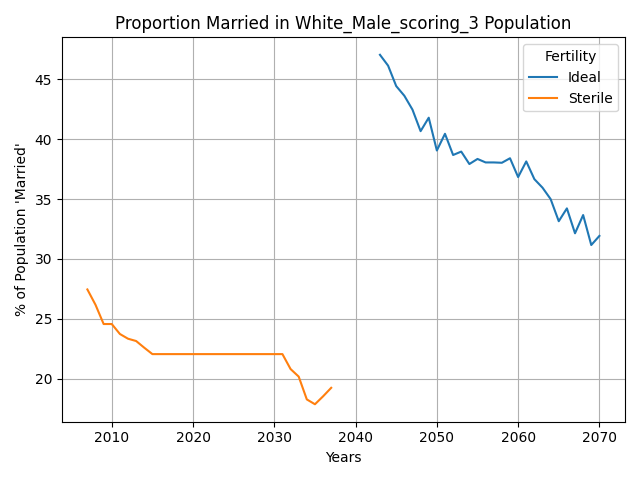 Proportion Married in White_Male_scoring_3 Population
% of Population 'Married'
45
40
35
30
25
20
Fertility
Ideal
Sterile
2010 2020 2030 2040 2050 2060 2070
Years